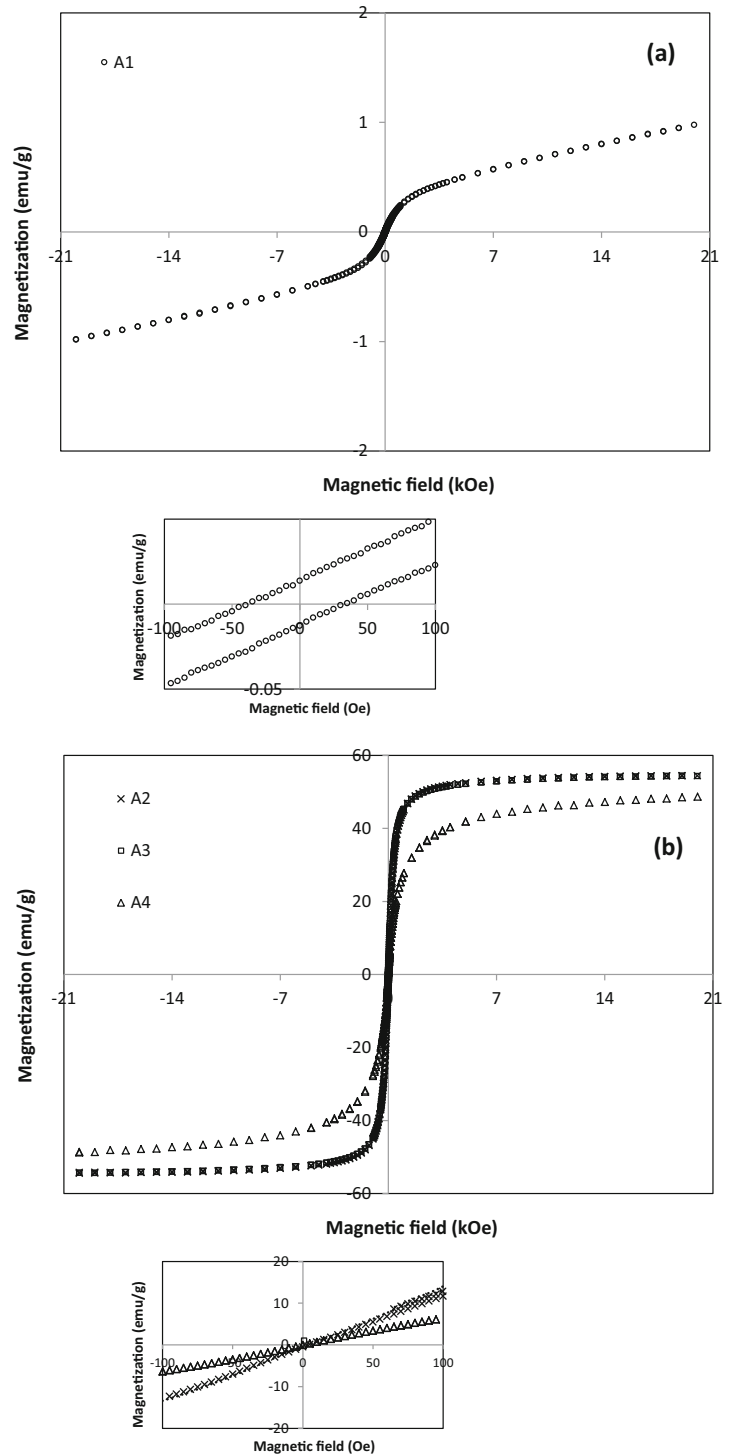 2
A1
(a)
1
Magnetization (emu/g)
0
-21 -14 -7 0 7 14 21
-1
-2
Magnetic field (kOe)
Magnetization (emu/g)
-100 -50 0 50 100
-0.05
Magnetic field (Oe)
60
A2
40
A3
(b)
A4
20
Magnetization (emu/g)
0
-21 -14 -7 0 7 14 21
-20
-40
-60
Magnetic field (kOe)
20
10
Magnetization (emu/g)
0
-100 -50 0 50 100
-10
-20
Magnetic field (Oe)